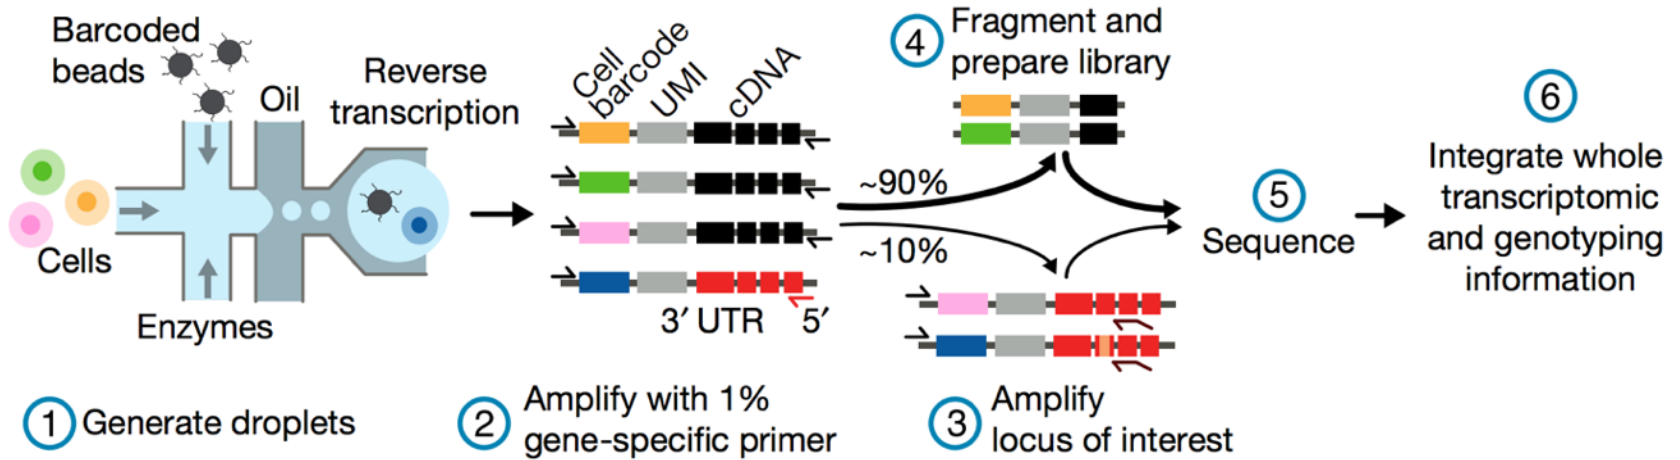 Barcoded
beads
Oil
Reverse
transcription
Cells
Enzymes
1 Generate droplets
Cell
barcode
UMI
cDNA
3′ UTR 5′
2 Amplify with 1%
gene-specific primer
~90%
~10%
4 Fragment and
prepare library
3 Amplify
locus of interest
5
Sequence
6
Integrate whole
transcriptomic
and genotyping
information